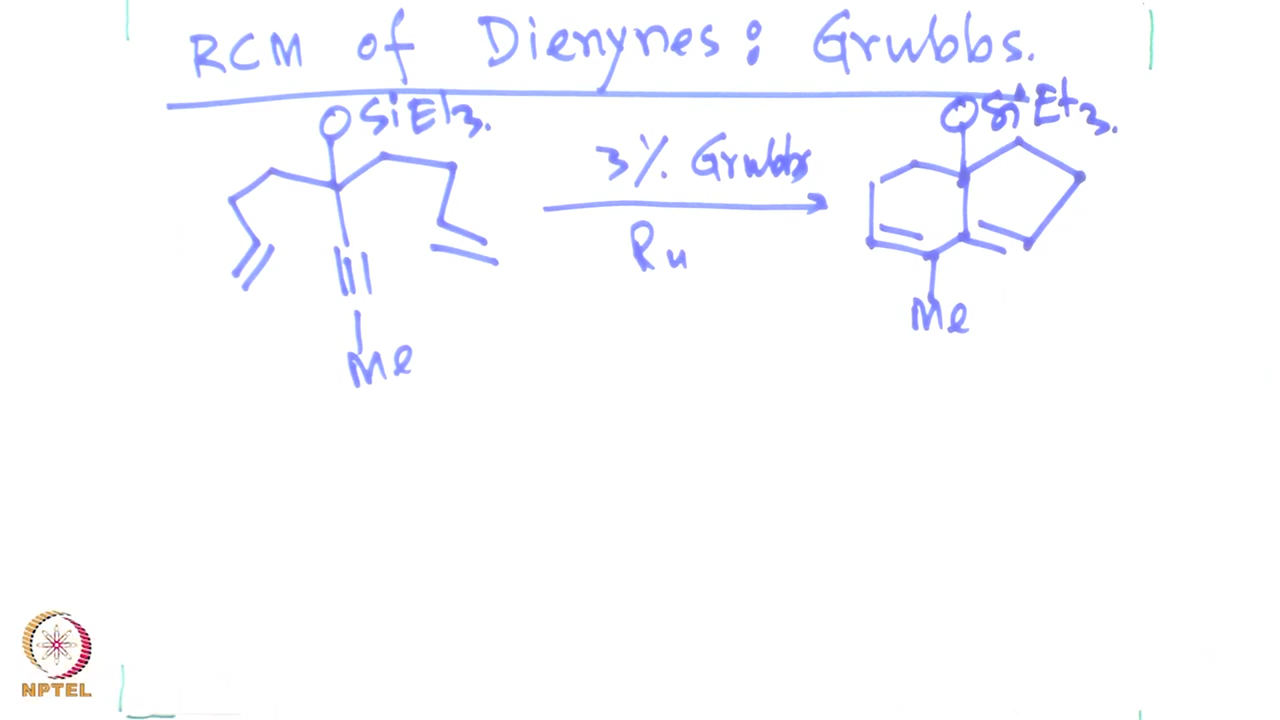 RCM of Dienynes: Grubbs.
OSiEt3.
OSiEt3.
3% Grubbs
Ru
Me
Me
NPTEL